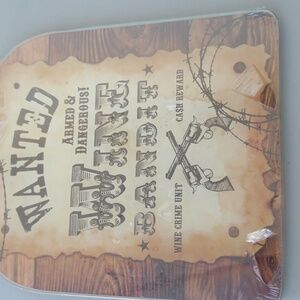 WANTED
ARMED &
DANGEROUS!
WINE
BANDIT
WINE CRIME UNIT
CASH REWARD